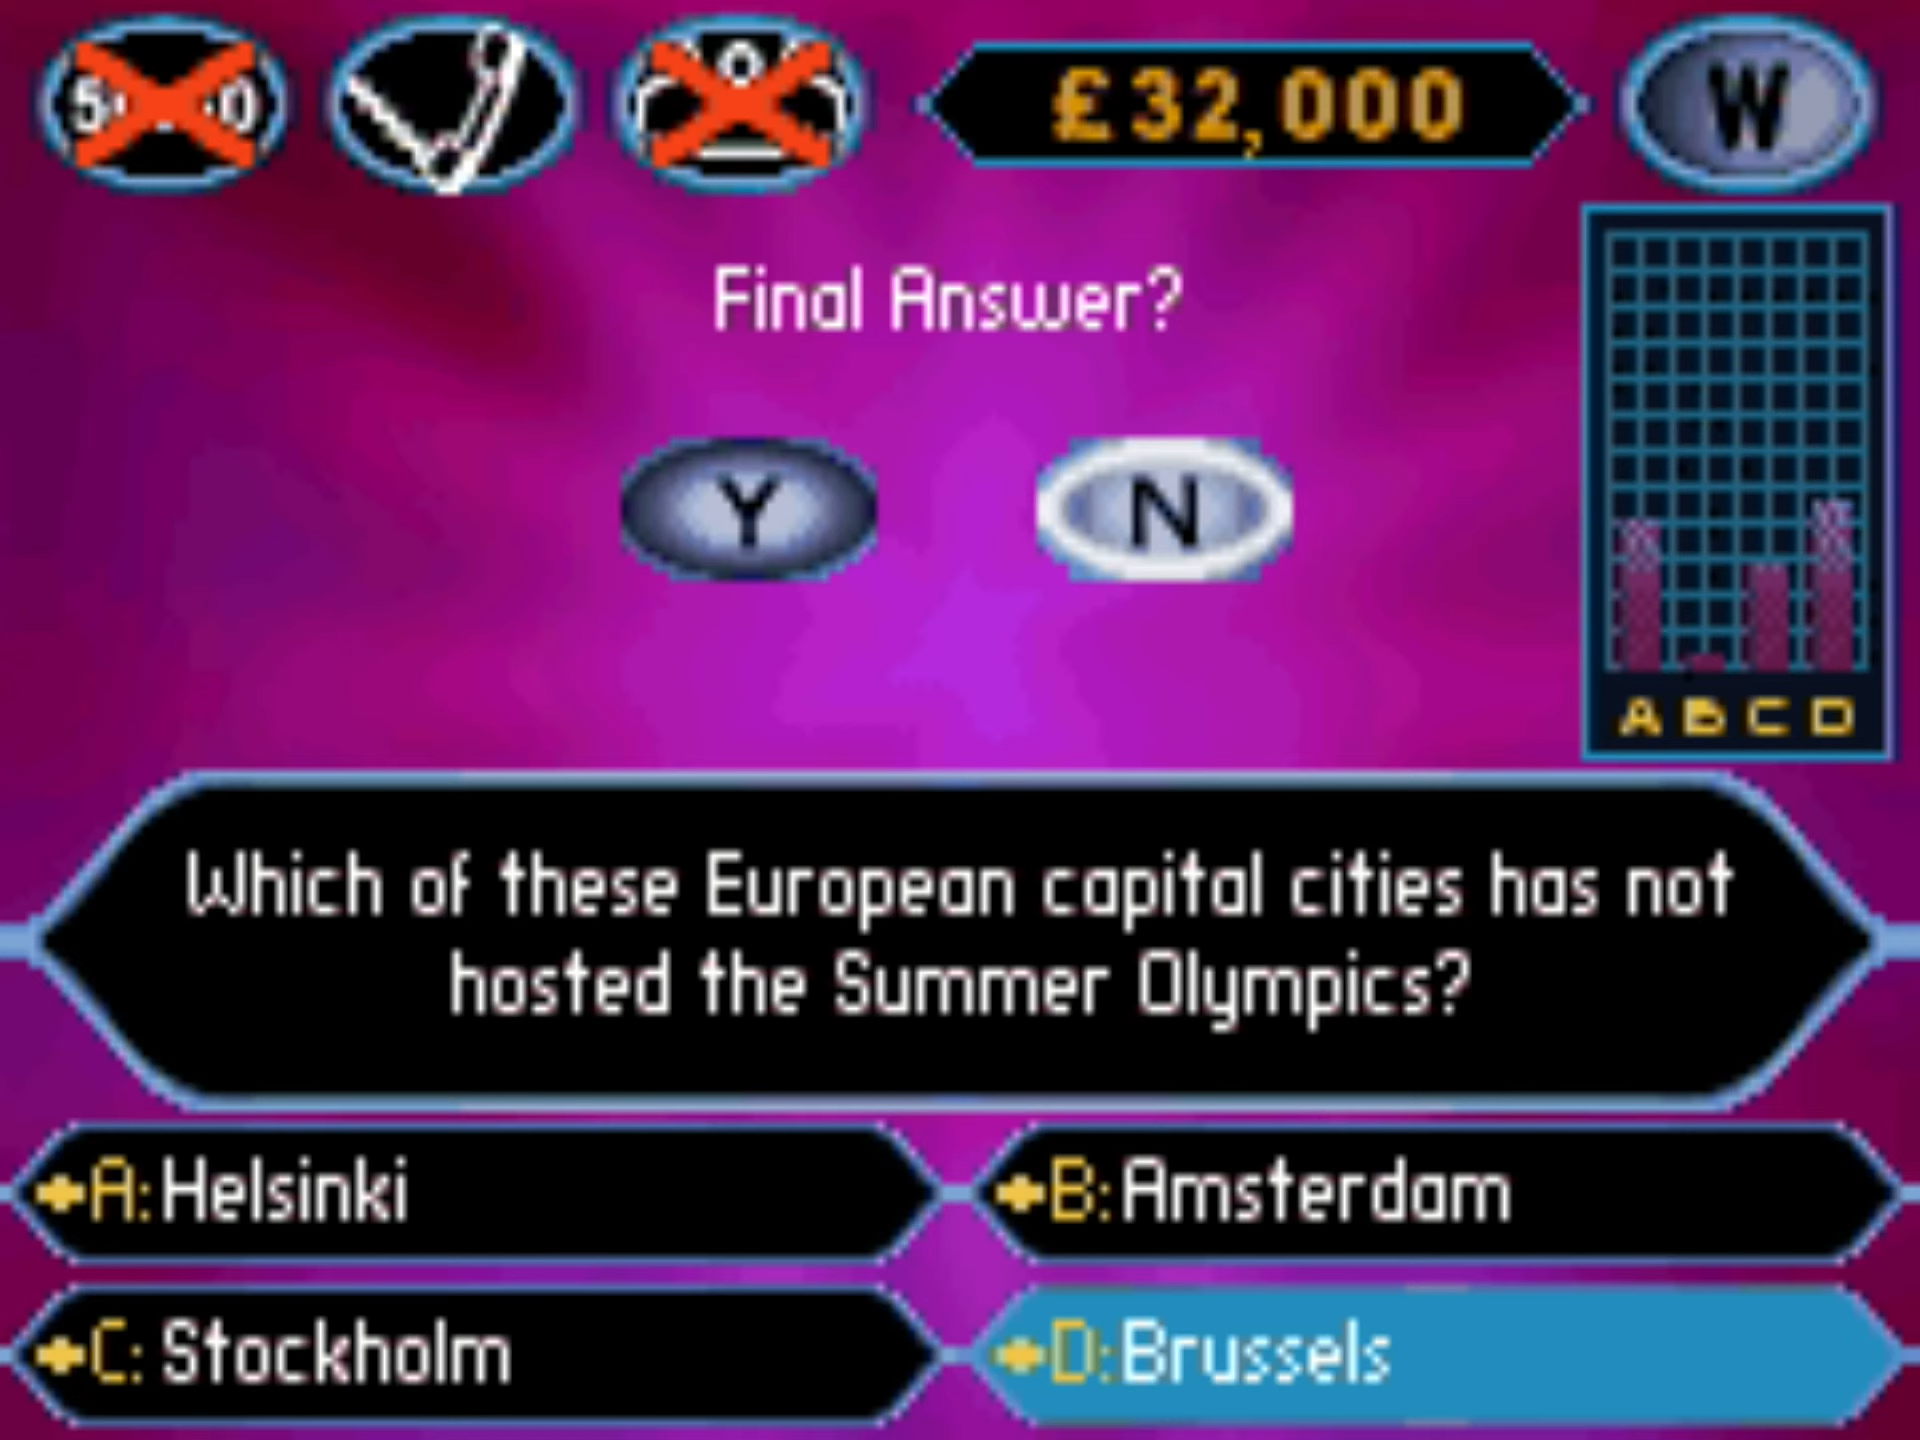 £32,000
W
Final Answer?
Y N
A B C D
Which of these European capital cities has not
hosted the Summer Olympics?
A: Helsinki
B: Amsterdam
C: Stockholm
D: Brussels